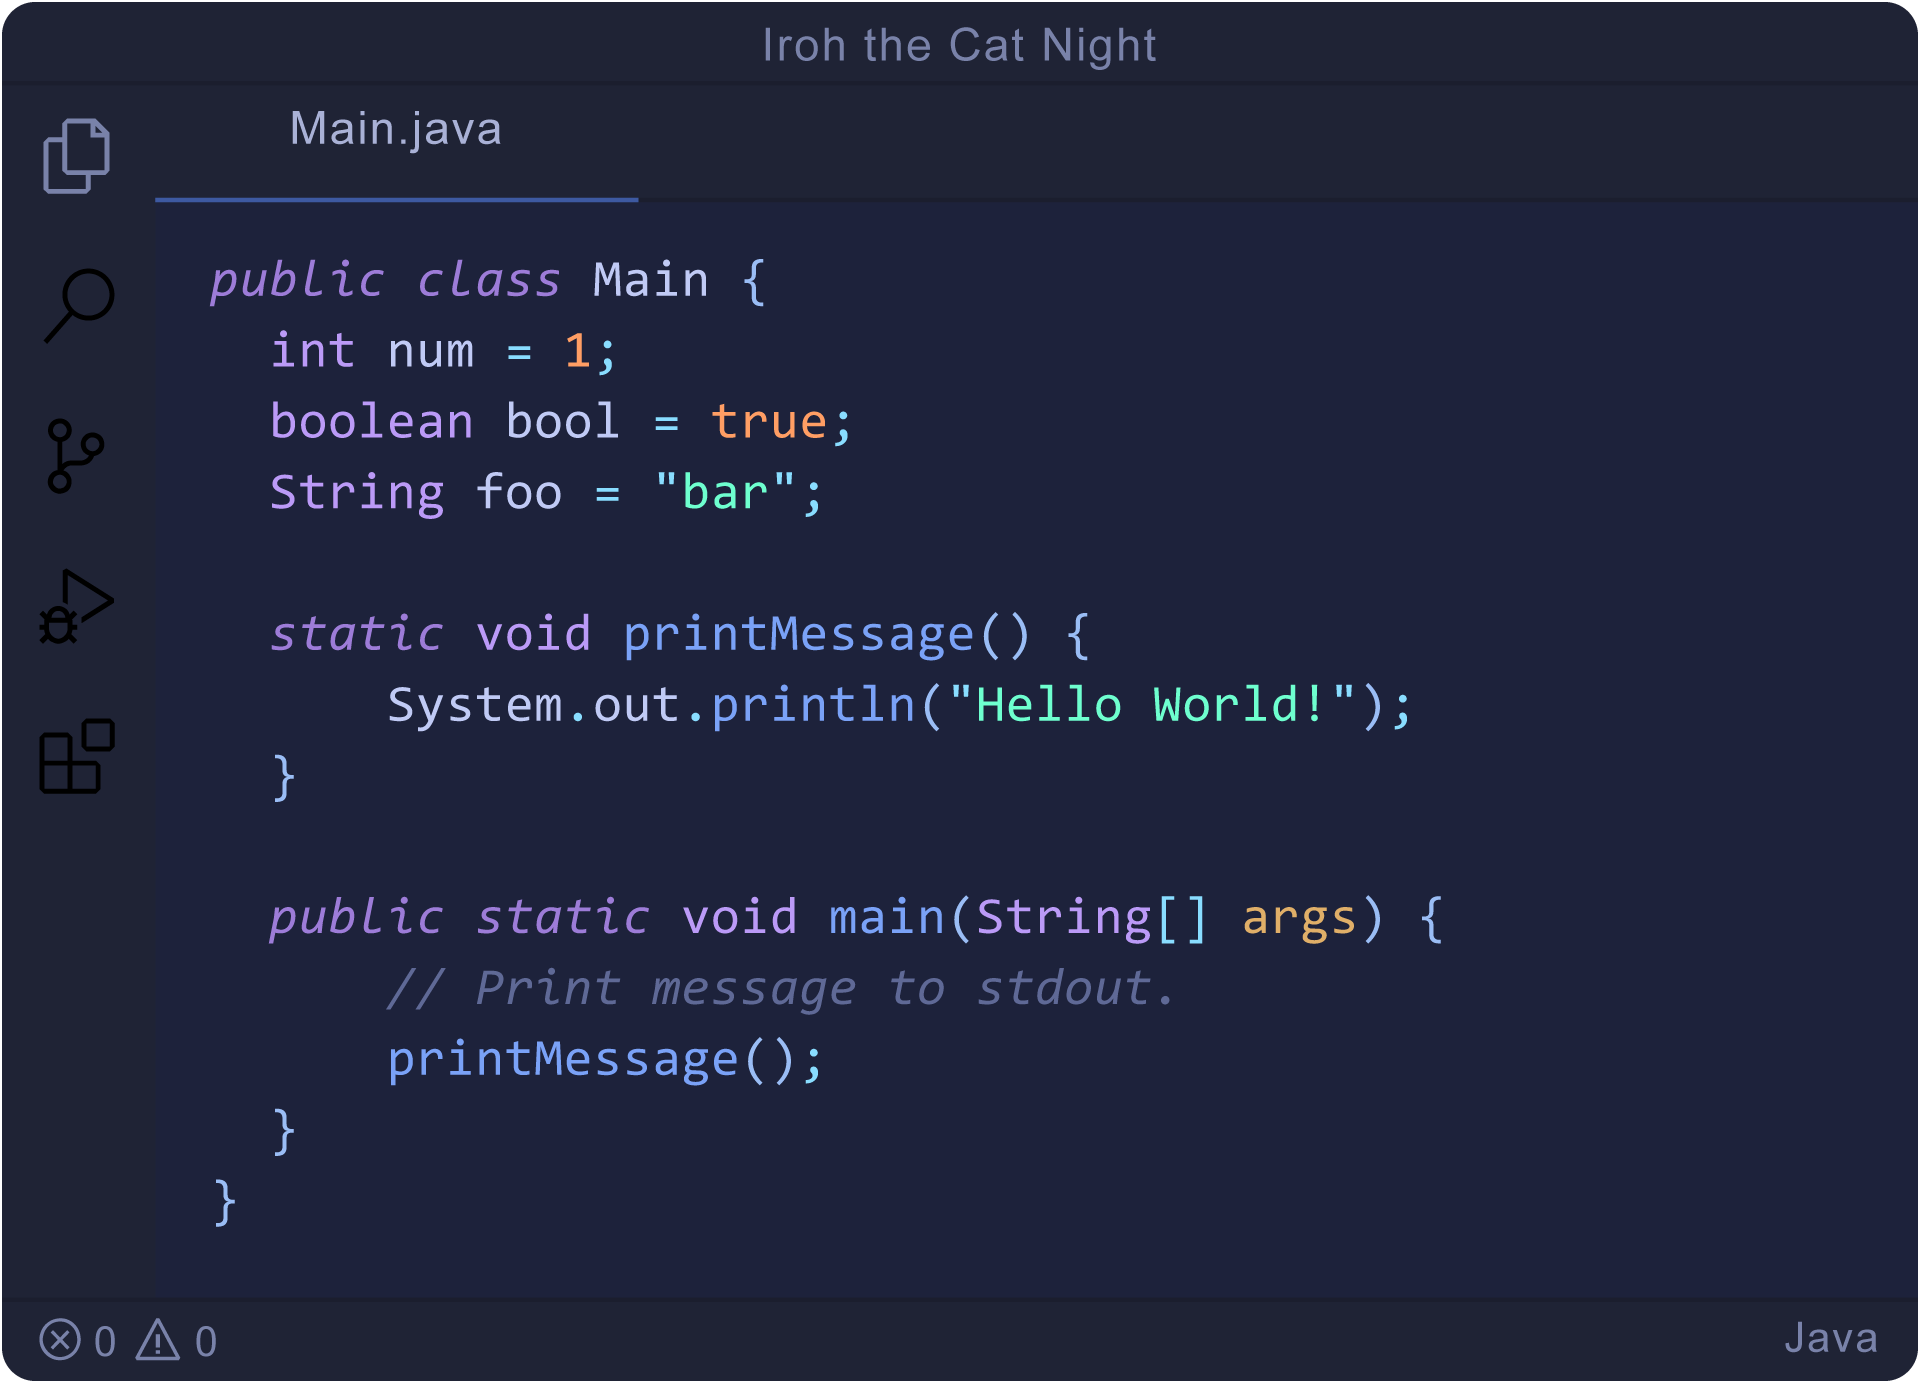 Iroh the Cat Night
Main.java
public class Main {
  int num = 1;
  boolean bool = true;
  String foo = "bar";

  static void printMessage() {
      System.out.println("Hello World!");
  }

  public static void main(String[] args) {
      // Print message to stdout.
      printMessage();
  }
}
0 0 Java